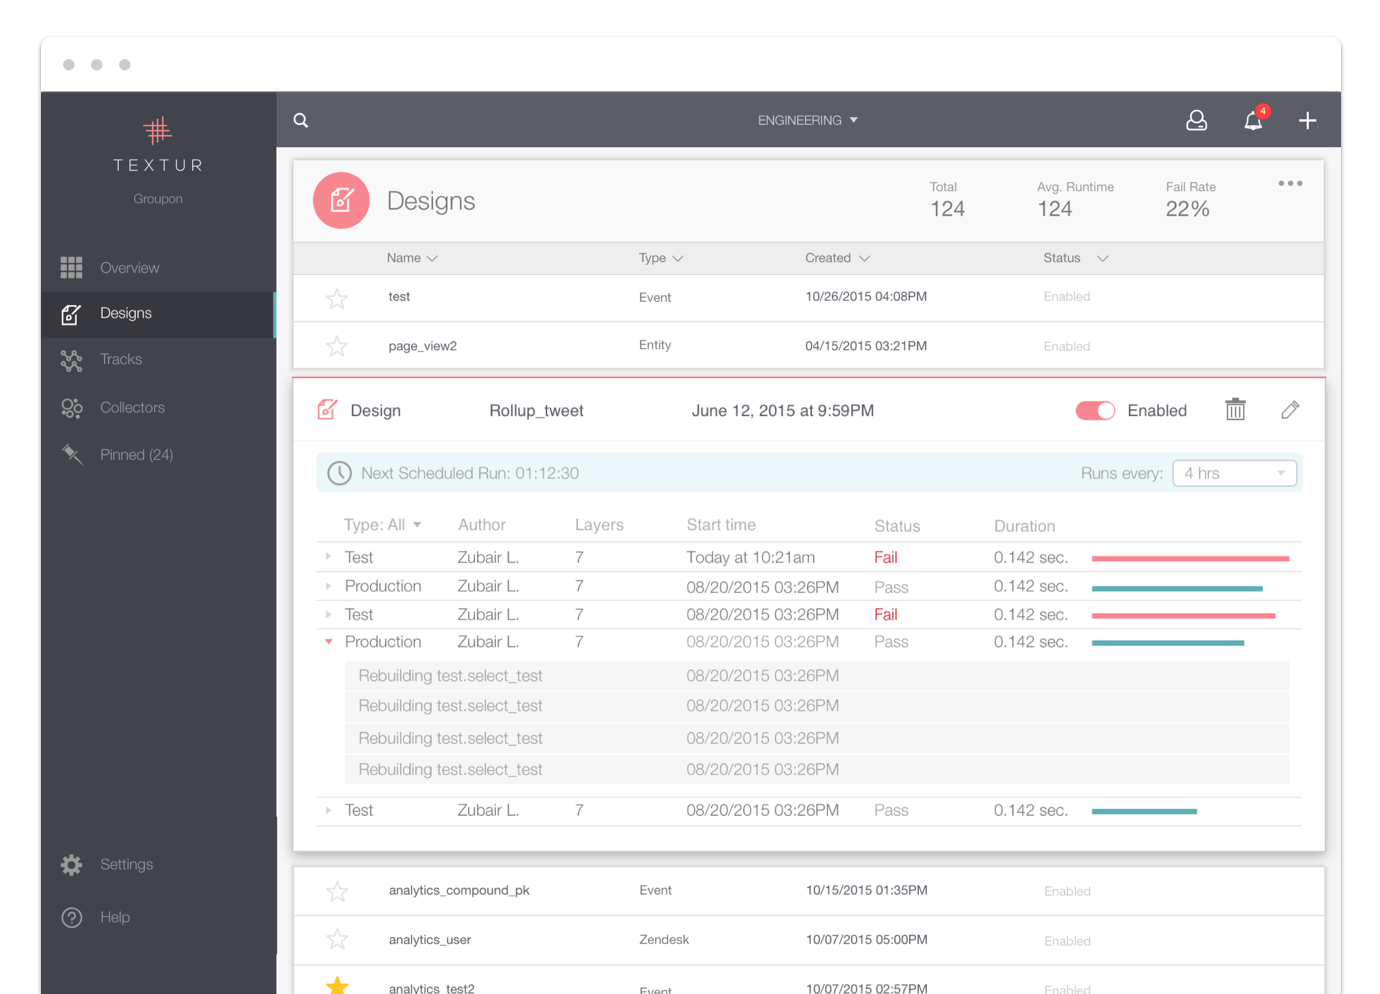 TEXTUR
Groupon
Overview
Designs
Tracks
Collectors
Pinned (24)
Settings
Help
ENGINEERING
4
Designs
Total
124
Avg. Runtime
124
Fail Rate
22%
Name Type Created Status
test Event 10/26/2015 04:08PM Enabled
page_view2 Entity 04/15/2015 03:21PM Enabled
Design Rollup_tweet June 12, 2015 at 9:59PM Enabled
Next Scheduled Run: 01:12:30 Runs every: 4 hrs
Type: All Author Layers Start time Status Duration
Test Zubair L. 7 Today at 10:21am Fail 0.142 sec.
Production Zubair L. 7 08/20/2015 03:26PM Pass 0.142 sec.
Test Zubair L. 7 08/20/2015 03:26PM Fail 0.142 sec.
Production Zubair L. 7 08/20/2015 03:26PM Pass 0.142 sec.
Rebuilding test.select_test 08/20/2015 03:26PM
Rebuilding test.select_test 08/20/2015 03:26PM
Rebuilding test.select_test 08/20/2015 03:26PM
Rebuilding test.select_test 08/20/2015 03:26PM
Test Zubair L. 7 08/20/2015 03:26PM Pass 0.142 sec.
analytics_compound_pk Event 10/15/2015 01:35PM Enabled
analytics_user Zendesk 10/07/2015 05:00PM Enabled
analytics_test2 Event 10/07/2015 02:57PM Enabled